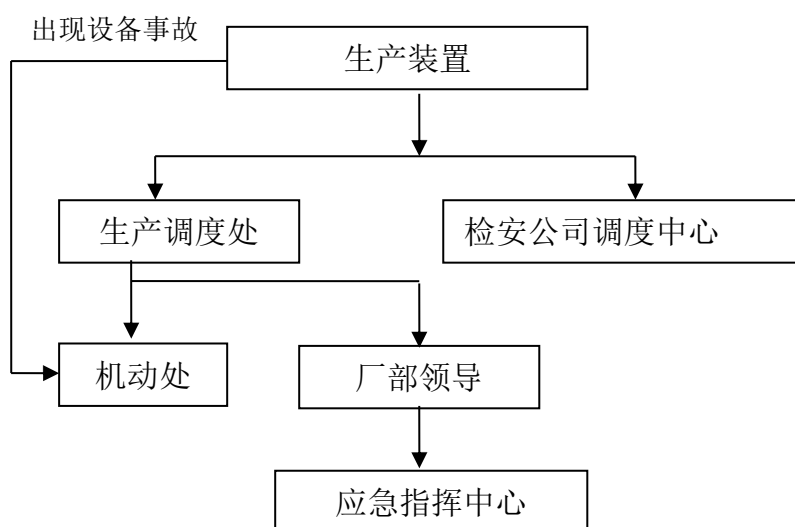 出现设备事故
生产装置
生产调度处
检安公司调度中心
机动处
厂部领导
应急指挥中心